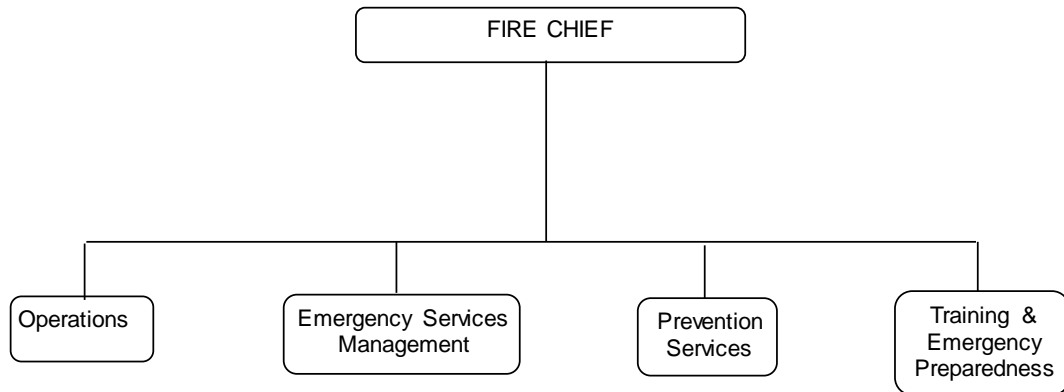 FIRE CHIEF
Operations
Emergency Services
Management
Prevention
Services
Training &
Emergency
Preparedness